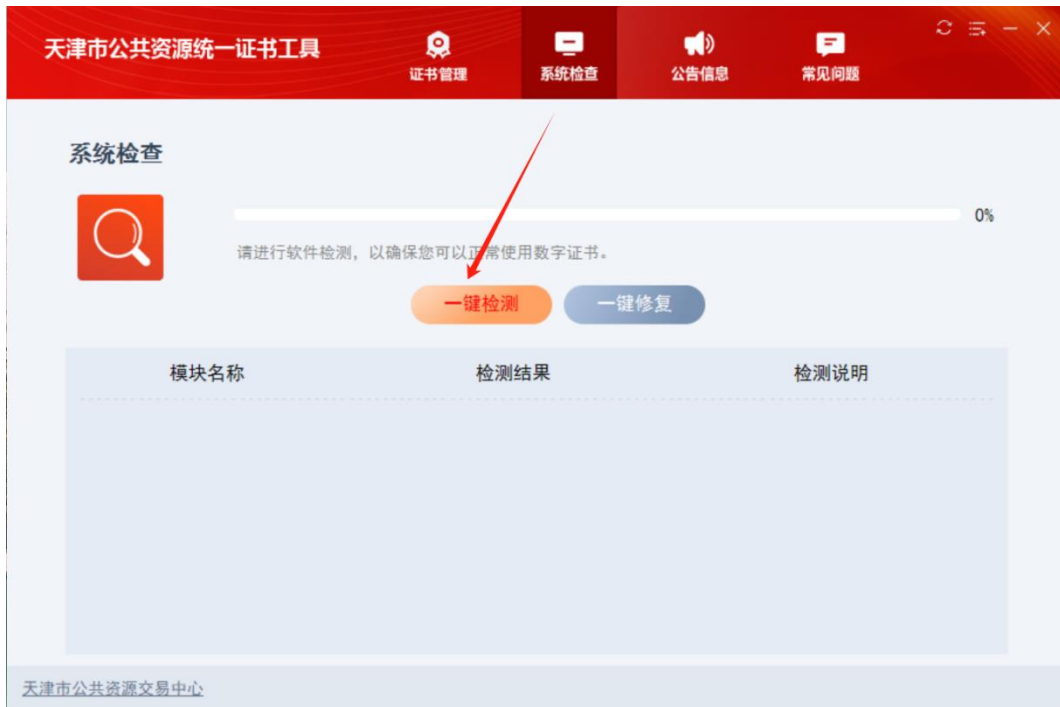 天津市公共资源统一证书工具
证书管理
系统检查
公告信息
常见问题
系统检查
0%
请进行软件检测，以确保您可以正常使用数字证书。
一键检测
一键修复
模块名称
检测结果
检测说明
天津市公共资源交易中心